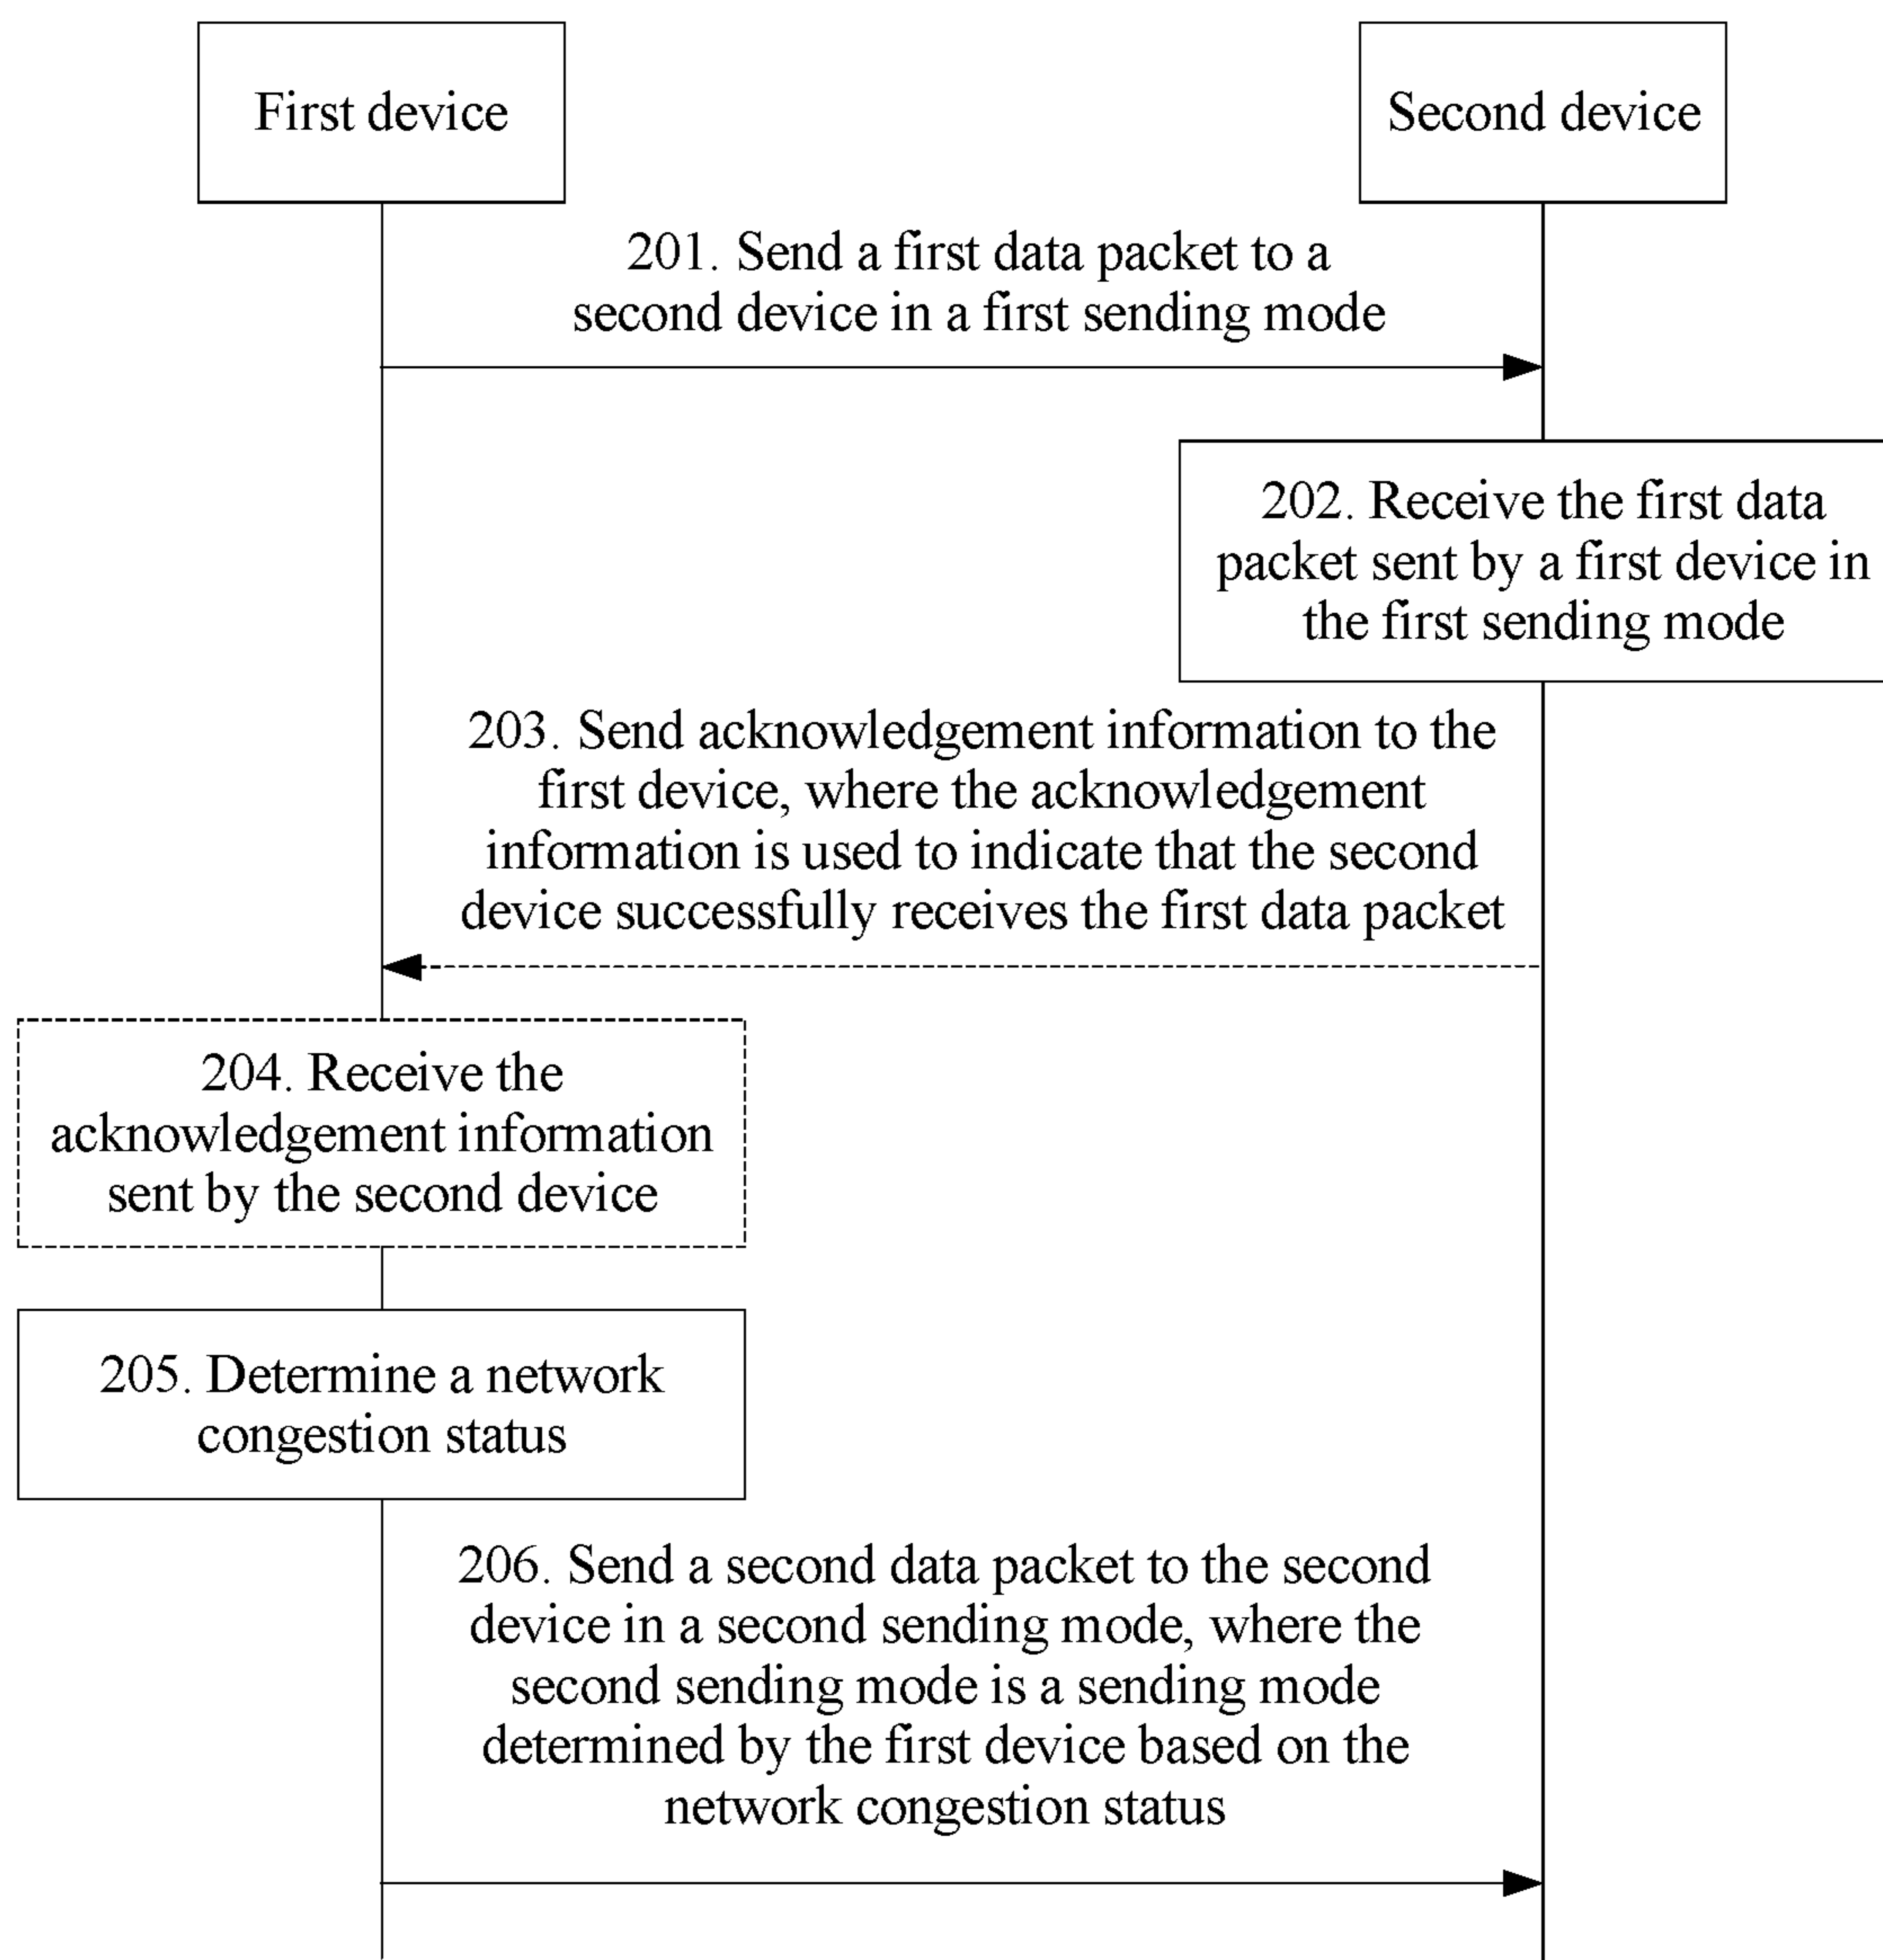 First device
Second device
201. Send a first data packet to a
second device in a first sending mode
202. Receive the first data
packet sent by a first device in
the first sending mode
203. Send acknowledgement information to the
first device, where the acknowledgement
information is used to indicate that the second
device successfully receives the first data packet
204. Receive the
acknowledgement information
sent by the second device
205. Determine a network
congestion status
206. Send a second data packet to the second
device in a second sending mode, where the
second sending mode is a sending mode
determined by the first device based on the
network congestion status